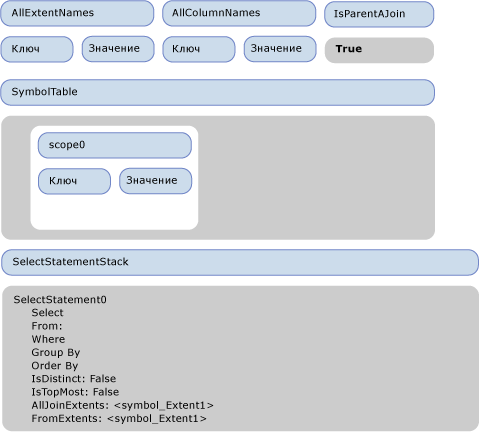 AllExtentNames AllColumnNames IsParentAJoin
Ключ Значение Ключ Значение True
SymbolTable
scope0
Ключ Значение
SelectStatementStack
SelectStatement0
Select
From:
Where
Group By
Order By
IsDistinct: False
IsTopMost: False
AllJoinExtents: <symbol_Extent1>
FromExtents: <symbol_Extent1>